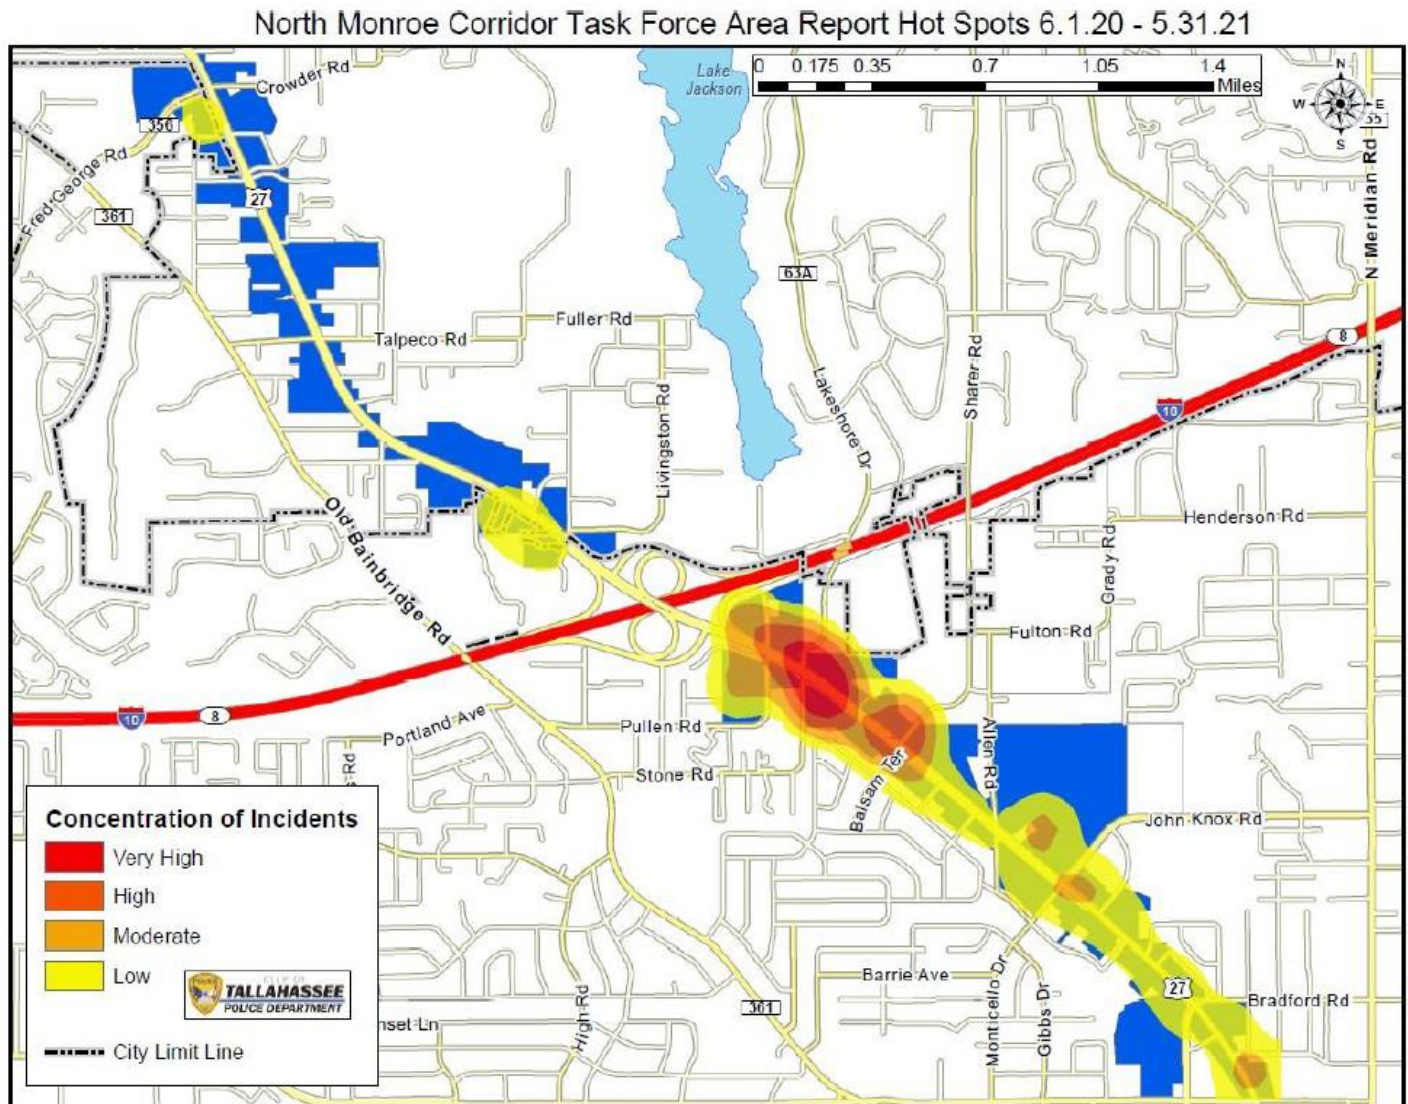 North Monroe Corridor Task Force Area Report Hot Spots 6.1.20 - 5.31.21
0 0.175 0.35 0.7 1.05 1.4
Miles
N
W E
S
Lake
Jackson
Crowder Rd
356
Fred George Rd
361
27
63A
N Meridian Rd
Fuller Rd
Talpeco Rd
8
Sharer Rd
Lakeshore Dr
Livingston Rd
10
Old Bainbridge Rd
Henderson Rd
Grady Rd
Fulton Rd
10
8
Portland Ave
Pullen Rd
Stone Rd
Allen Rd
Balsam Ter
John Knox Rd
Barrie Ave
Monticello Dr
Gibbs Dr
27
Bradford Rd
High Rd
361
Concentration of Incidents
Very High
High
Moderate
Low
CITY OF
TALLAHASSEE
POLICE DEPARTMENT
City Limit Line